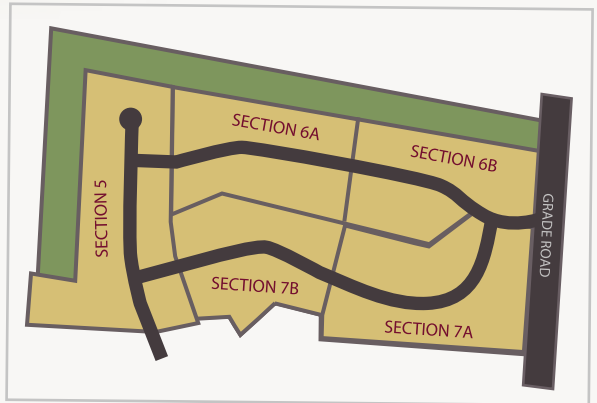 SECTION 6A
SECTION 6B
SECTION 5
GRADE ROAD
SECTION 7B
SECTION 7A